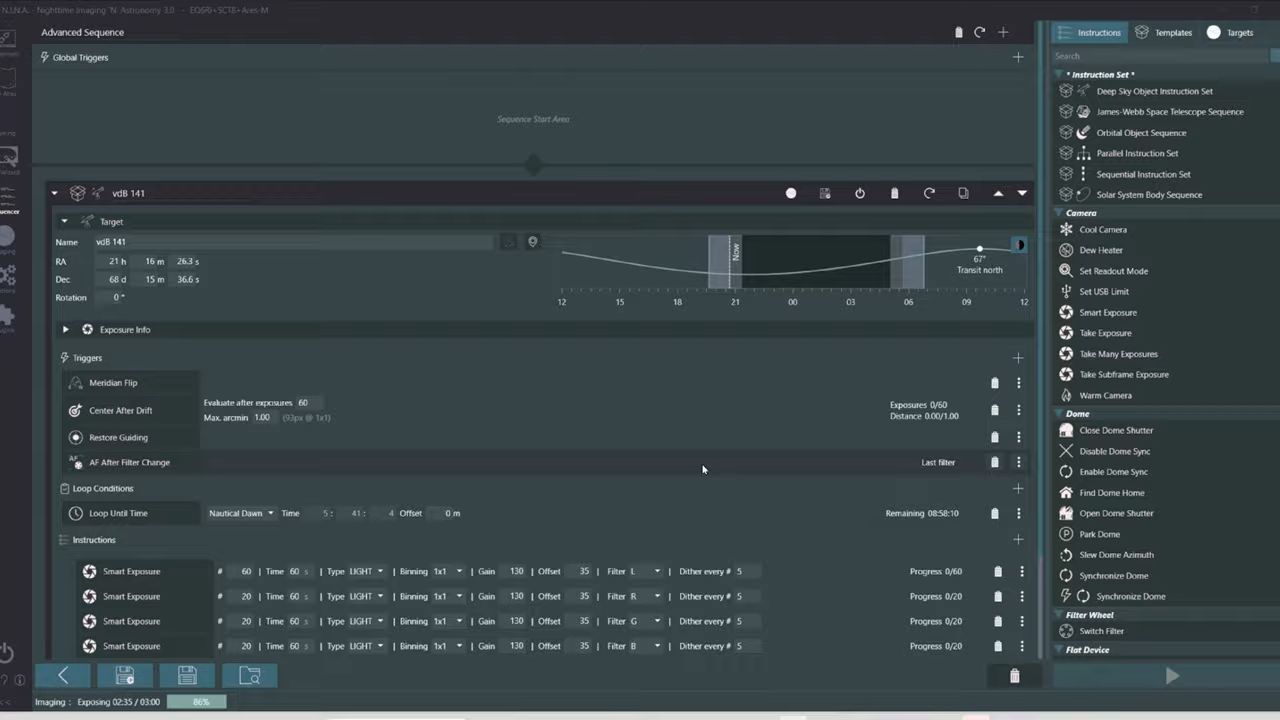 N.I.N.A. - Nighttime Imaging 'N' Astronomy 3.0 - EQ6Ri+SCT8+Ares-M
Advanced Sequence
Global Triggers
Sequence Start Area
vdB 141
Target
Name vdB 141
RA 21 h 16 m 26.3 s
Dec 68 d 15 m 36.6 s
Rotation 0 °
Now
67°
Transit north
12 15 18 21 00 03 06 09 12
Exposure Info
Triggers
Meridian Flip
Center After Drift
Evaluate after exposures 60
Max. arcmin 1.00 (93px @ 1x1)
Exposures 0/60
Distance 0.00/1.00
Restore Guiding
AF
AF After Filter Change Last filter
Loop Conditions
Loop Until Time Nautical Dawn Time 5 : 41 : 4 Offset 0 m Remaining 08:58:10
Instructions
Smart Exposure # 60 | Time 60 s | Type LIGHT | Binning 1x1 | Gain 130 | Offset 35 | Filter L | Dither every # 5 Progress 0/60
Smart Exposure # 20 | Time 60 s | Type LIGHT | Binning 1x1 | Gain 130 | Offset 35 | Filter R | Dither every # 5 Progress 0/20
Smart Exposure # 20 | Time 60 s | Type LIGHT | Binning 1x1 | Gain 130 | Offset 35 | Filter G | Dither every # 5 Progress 0/20
Smart Exposure # 20 | Time 60 s | Type LIGHT | Binning 1x1 | Gain 130 | Offset 35 | Filter B | Dither every # 5 Progress 0/20
Imaging : Exposing 02:35 / 03:00 86%
Instructions Templates Targets
Search
* Instruction Set *
Deep Sky Object Instruction Set
James-Webb Space Telescope Sequence
Orbital Object Sequence
Parallel Instruction Set
Sequential Instruction Set
Solar System Body Sequence
Camera
Cool Camera
Dew Heater
Set Readout Mode
Set USB Limit
Smart Exposure
Take Exposure
Take Many Exposures
Take Subframe Exposure
Warm Camera
Dome
Close Dome Shutter
Disable Dome Sync
Enable Dome Sync
Find Dome Home
Open Dome Shutter
Park Dome
Slew Dome Azimuth
Synchronize Dome
Synchronize Dome
Filter Wheel
Switch Filter
Flat Device